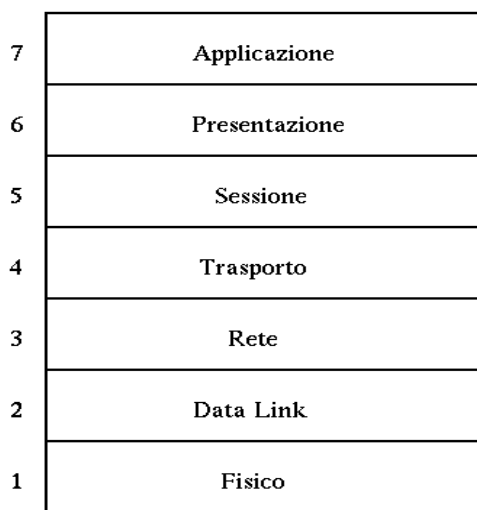 7 Applicazione
6 Presentazione
5 Sessione
4 Trasporto
3 Rete
2 Data Link
1 Fisico